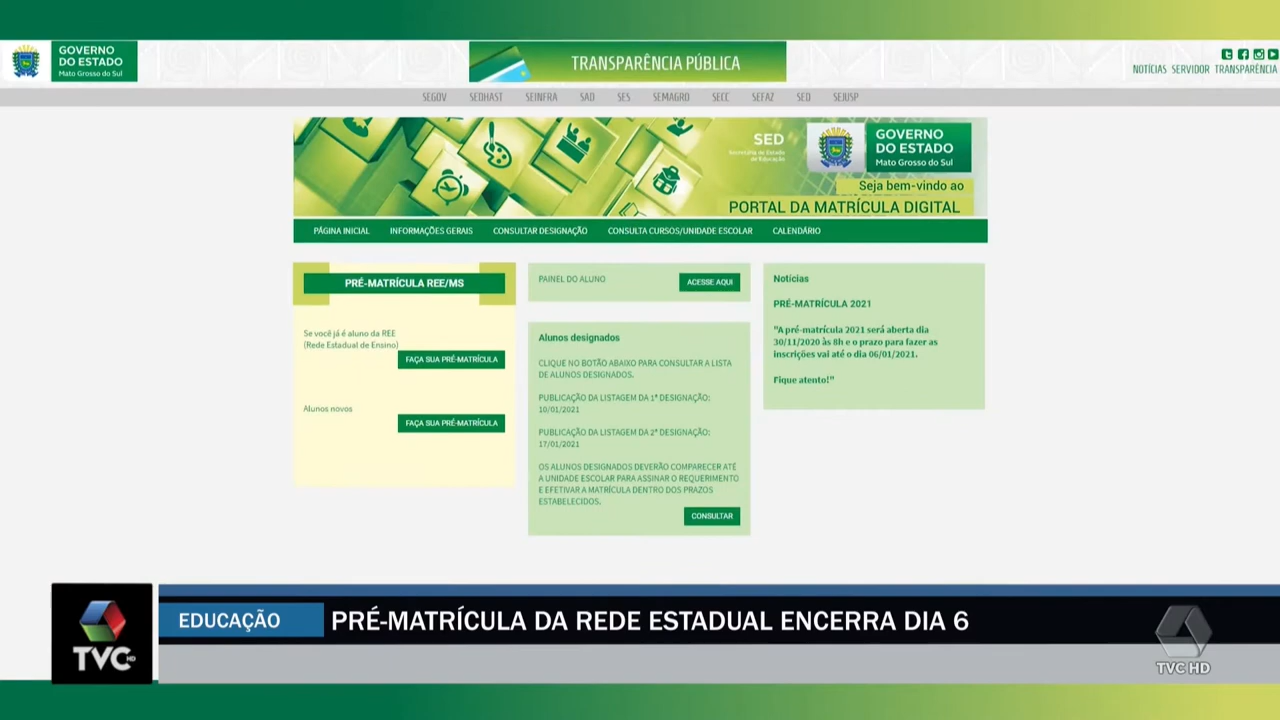 GOVERNO
DO ESTADO
Mato Grosso do Sul
TRANSPARÊNCIA PÚBLICA
NOTÍCIAS SERVIDOR TRANSPARÊNCIA
SEGOV SEDHAST SEINFRA SAD SES SEMAGRO SECC SEFAZ SED SEJUSP
SED
Secretaria de Estado
de Educação
GOVERNO
DO ESTADO
Mato Grosso do Sul
Seja bem-vindo ao
PORTAL DA MATRÍCULA DIGITAL
PÁGINA INICIAL INFORMAÇÕES GERAIS CONSULTAR DESIGNAÇÃO CONSULTA CURSOS/UNIDADE ESCOLAR CALENDÁRIO
PRÉ-MATRÍCULA REE/MS
Se você já é aluno da REE
(Rede Estadual de Ensino)
FAÇA SUA PRÉ-MATRÍCULA
Alunos novos
FAÇA SUA PRÉ-MATRÍCULA
PAINEL DO ALUNO
ACESSE AQUI
Alunos designados
CLIQUE NO BOTÃO ABAIXO PARA CONSULTAR A LISTA
DE ALUNOS DESIGNADOS.
PUBLICAÇÃO DA LISTAGEM DA 1ª DESIGNAÇÃO:
10/01/2021
PUBLICAÇÃO DA LISTAGEM DA 2ª DESIGNAÇÃO:
17/01/2021
OS ALUNOS DESIGNADOS DEVERÃO COMPARECER ATÉ
A UNIDADE ESCOLAR PARA ASSINAR O REQUERIMENTO
E EFETIVAR A MATRÍCULA DENTRO DOS PRAZOS
ESTABELECIDOS.
CONSULTAR
Notícias
PRÉ-MATRÍCULA 2021
"A pré-matrícula 2021 será aberta dia
30/11/2020 às 8h e o prazo para fazer as
inscrições vai até o dia 06/01/2021.
Fique atento!"
EDUCAÇÃO
PRÉ-MATRÍCULA DA REDE ESTADUAL ENCERRA DIA 6
TVC HD
TVC HD